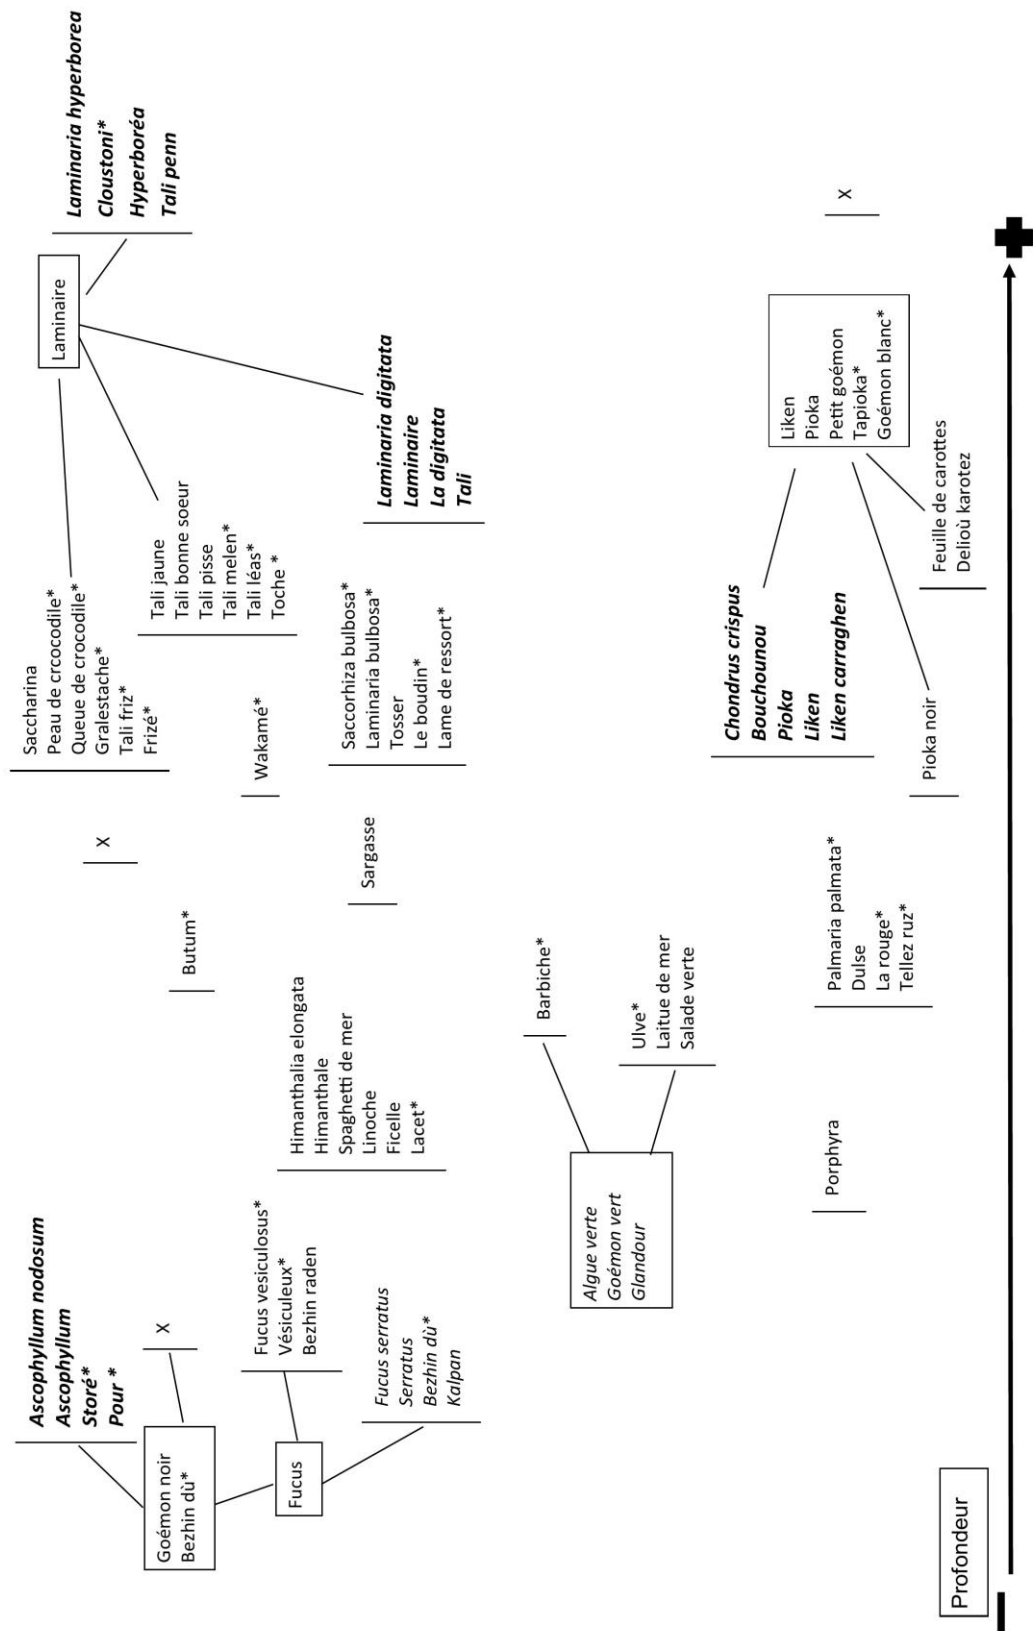 Ascophyllum nodosum
Ascophyllum
Storé*
Pour *
Goémon noir
Bezhin dù*
X
Fucus
Fucus vesiculosus*
Vésiculeux*
Bezhin raden
Fucus serratus
Serratus
Bezhin dù*
Kalpan
Himanthalia elongata
Himanthale
Spaghetti de mer
Linoche
Ficelle
Lacet*
Butum*
X
Sargasse
Saccharina
Peau de crcocodile*
Queue de crocodile*
Gralestache*
Tali friz*
Frizé*
Wakamé*
Saccorhiza bulbosa*
Laminaria bulbosa*
Tosser
Le boudin*
Lame de ressort*
Tali jaune
Tali bonne soeur
Tali pisse
Tali melen*
Tali léas*
Toche *
Laminaire
Laminaria digitata
Laminaire
La digitata
Tali
Laminaria hyperborea
Cloustoni*
Hyperboréa
Tali penn
Algue verte
Goémon vert
Glandour
Barbiche*
Ulve*
Laitue de mer
Salade verte
Porphyra
Palmaria palmata*
Dulse
La rouge*
Tellez ruz*
Chondrus crispus
Bouchounou
Pioka
Liken
Liken carraghen
Pioka noir
Feuille de carottes
Delioù karotez
Liken
Pioka
Petit goémon
Tapioka*
Goémon blanc*
X
Profondeur